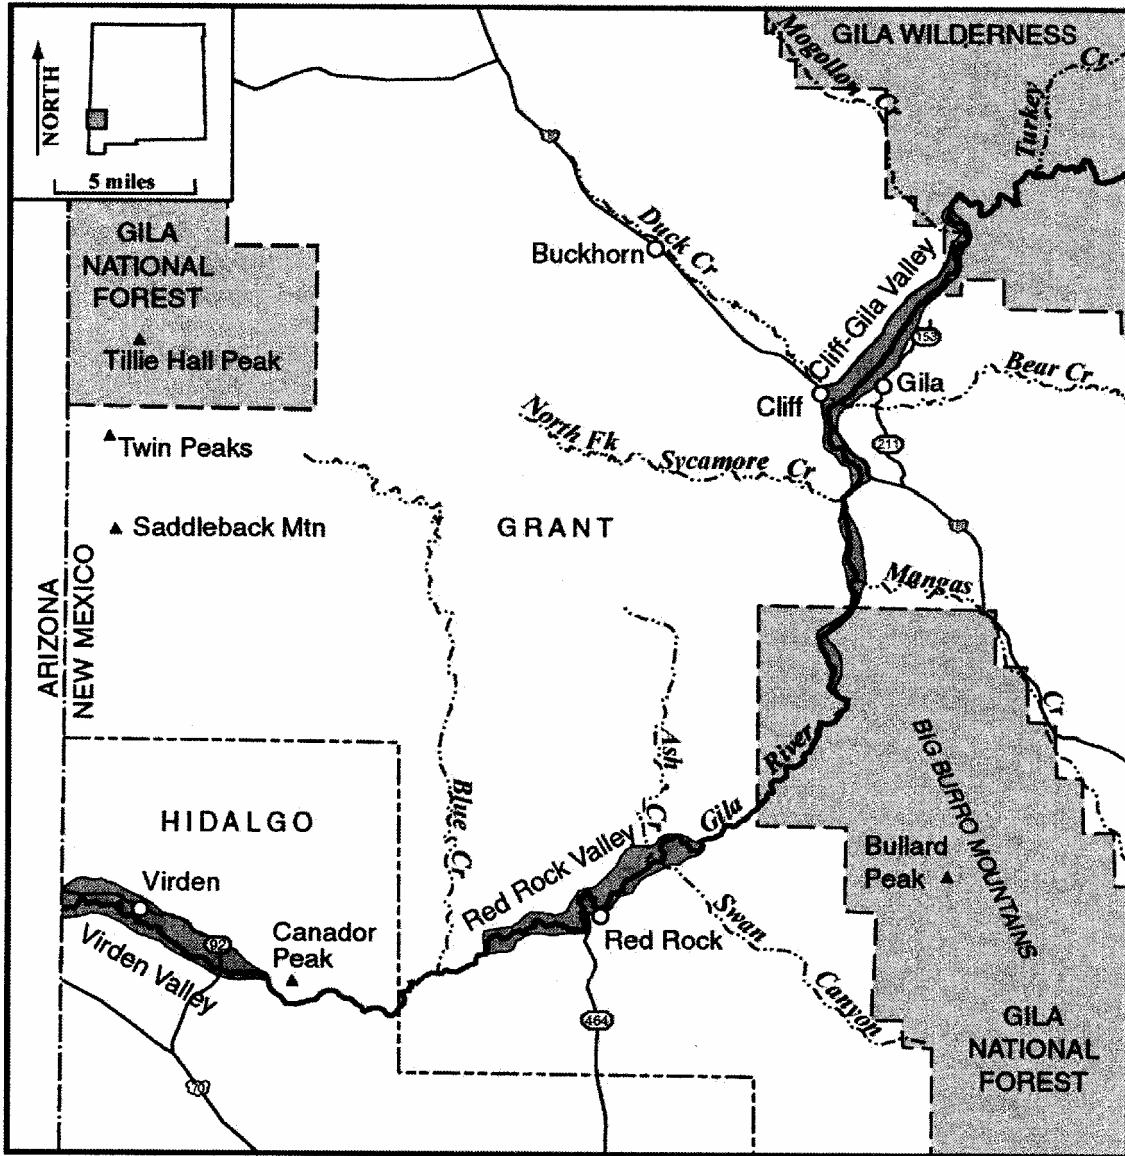 NORTH
5 miles
GILA WILDERNESS
Mogollon Cr
Turkey Cr
GILA
NATIONAL
FOREST
Tillie Hall Peak
Buckhorn
Duck Cr
Cliff-Gila Valley
153
Gila
Bear Cr
Cliff
211
Twin Peaks
North Fk Sycamore Cr
Saddleback Mtn
GRANT
Mangas Cr
ARIZONA
NEW MEXICO
BIG BURRO MOUNTAINS
Ash Cr
Gila River
HIDALGO
Blue Cr
Red Rock Valley
Bullard
Peak
Virden
Virden Valley
92
Canador
Peak
Red Rock
Swan Canyon
464
70
GILA
NATIONAL
FOREST